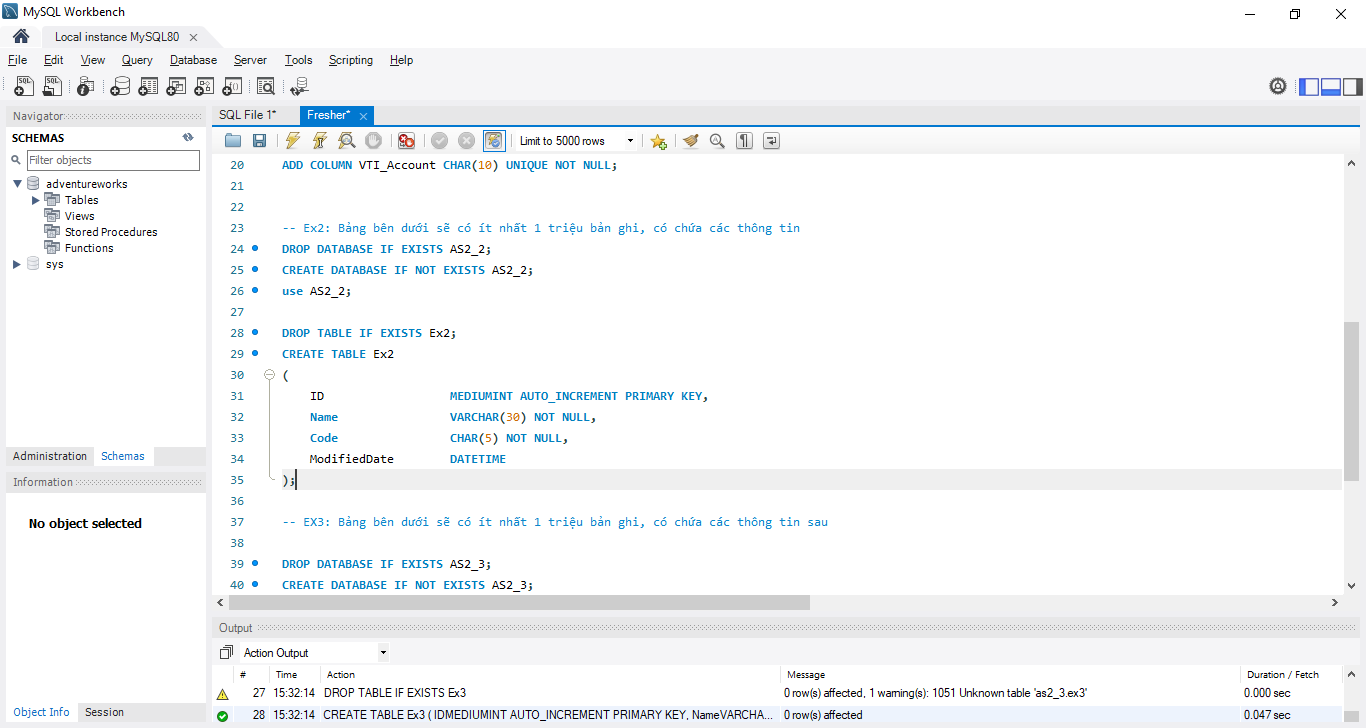 MySQL Workbench
Local instance MySQL80
File Edit View Query Database Server Tools Scripting Help
Navigator
SCHEMAS
Filter objects
adventureworks
Tables
Views
Stored Procedures
Functions
sys
Administration Schemas
Information
No object selected
Object Info Session
SQL File 1* Fresher*
Limit to 5000 rows
20 ADD COLUMN VTI_Account CHAR(10) UNIQUE NOT NULL;
21
22
23 -- Ex2: Bảng bên dưới sẽ có ít nhất 1 triệu bản ghi, có chứa các thông tin
24 DROP DATABASE IF EXISTS AS2_2;
25 CREATE DATABASE IF NOT EXISTS AS2_2;
26 use AS2_2;
27
28 DROP TABLE IF EXISTS Ex2;
29 CREATE TABLE Ex2
30 (
31 ID MEDIUMINT AUTO_INCREMENT PRIMARY KEY,
32 Name VARCHAR(30) NOT NULL,
33 Code CHAR(5) NOT NULL,
34 ModifiedDate DATETIME
35 );
36
37 -- EX3: Bảng bên dưới sẽ có ít nhất 1 triệu bản ghi, có chứa các thông tin sau
38
39 DROP DATABASE IF EXISTS AS2_3;
40 CREATE DATABASE IF NOT EXISTS AS2_3;
Output
Action Output
# Time Action Message Duration / Fetch
27 15:32:14 DROP TABLE IF EXISTS Ex3 0 row(s) affected, 1 warning(s): 1051 Unknown table 'as2_3.ex3' 0.000 sec
28 15:32:14 CREATE TABLE Ex3 ( IDMEDIUMINT AUTO_INCREMENT PRIMARY KEY, NameVARCHA... 0 row(s) affected 0.047 sec